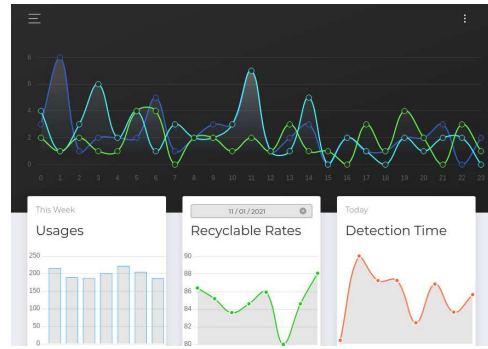 8
6
4
2
0
0 1 2 3 4 5 6 7 8 9 10 11 12 13 14 15 16 17 18 19 20 21 22 23
This Week
Usages
250
200
150
100
50
0
11 / 01 / 2021
Recyclable Rates
90
88
86
84
82
80
Today
Detection Time